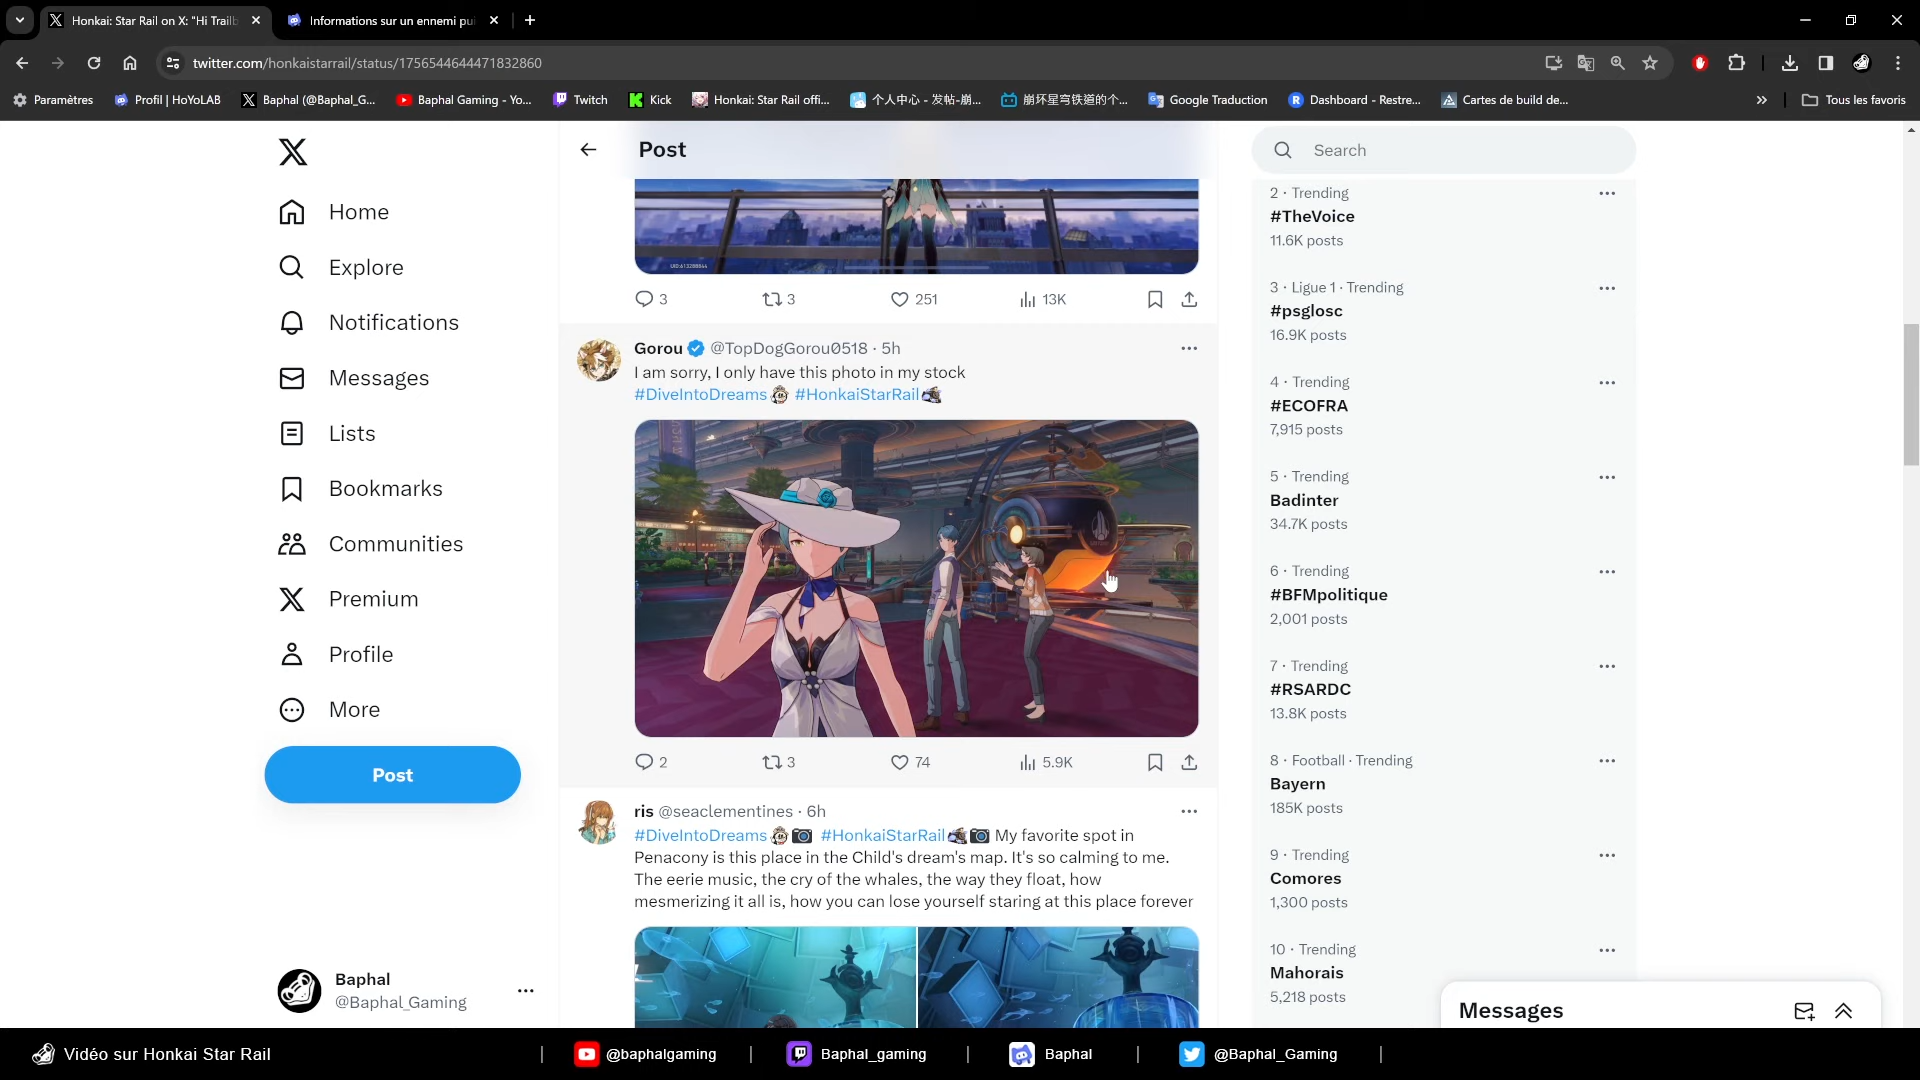 Honkai: Star Rail on X: "Hi Trailb
Informations sur un ennemi pui
twitter.com/honkaistarrail/status/1756544644471832860
Paramètres
Profil | HoYoLAB
Baphal (@Baphal_G...
Baphal Gaming - Yo...
Twitch
Kick
Honkai: Star Rail offi...
个人中心 - 发帖-崩...
崩坏星穹铁道的个...
Google Traduction
Dashboard - Restre...
Cartes de build de...
Tous les favoris
Home
Explore
Notifications
Messages
Lists
Bookmarks
Communities
Premium
Profile
More
Post
Baphal
@Baphal_Gaming
Post
3
3
251
13K
Gorou @TopDogGorou0518 · 5h
I am sorry, I only have this photo in my stock
#DiveIntoDreams #HonkaiStarRail
2
3
74
5.9K
ris @seaclementines · 6h
#DiveIntoDreams #HonkaiStarRail My favorite spot in
Penacony is this place in the Child's dream's map. It's so calming to me.
The eerie music, the cry of the whales, the way they float, how
mesmerizing it all is, how you can lose yourself staring at this place forever
Search
2 · Trending
#TheVoice
11.6K posts
3 · Ligue 1 · Trending
#psglosc
16.9K posts
4 · Trending
#ECOFRA
7,915 posts
5 · Trending
Badinter
34.7K posts
6 · Trending
#BFMpolitique
2,001 posts
7 · Trending
#RSARDC
13.8K posts
8 · Football · Trending
Bayern
185K posts
9 · Trending
Comores
1,300 posts
10 · Trending
Mahorais
5,218 posts
Messages
Vidéo sur Honkai Star Rail
@baphalgaming
Baphal_gaming
Baphal
@Baphal_Gaming